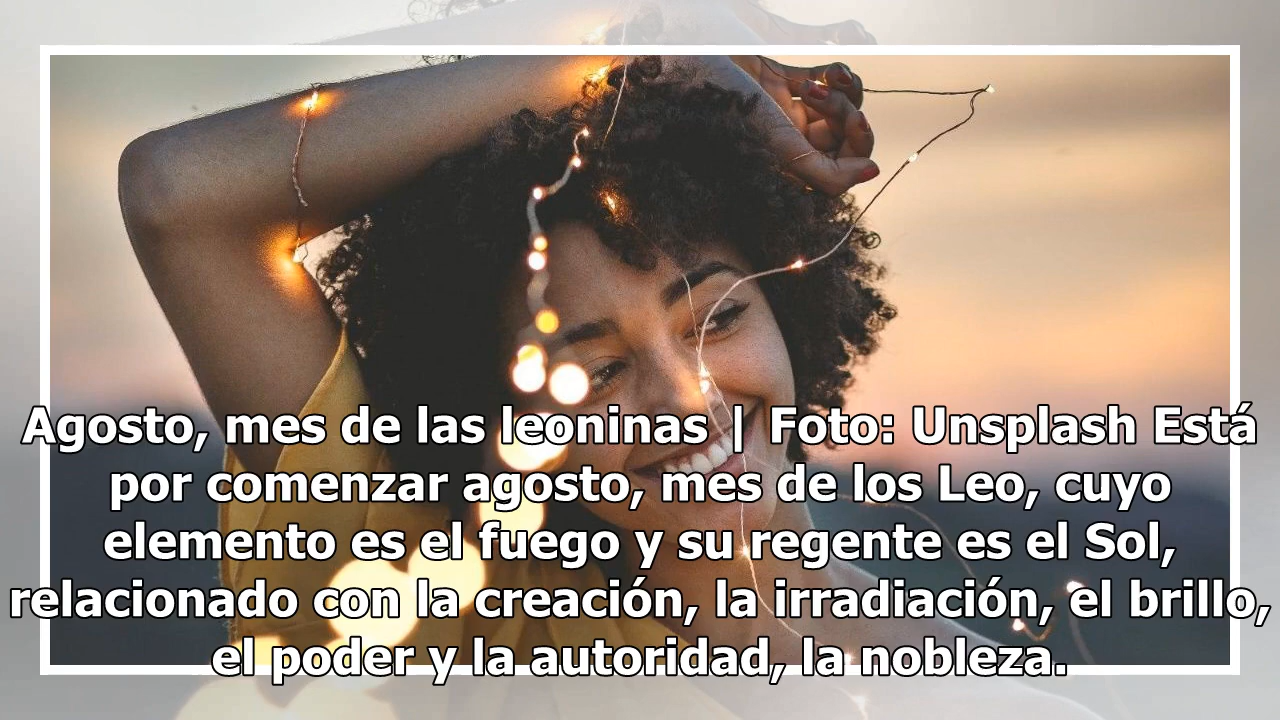 Agosto, mes de las leoninas | Foto: Unsplash Está
por comenzar agosto, mes de los Leo, cuyo
elemento es el fuego y su regente es el Sol,
relacionado con la creación, la irradiación, el brillo,
el poder y la autoridad, la nobleza.